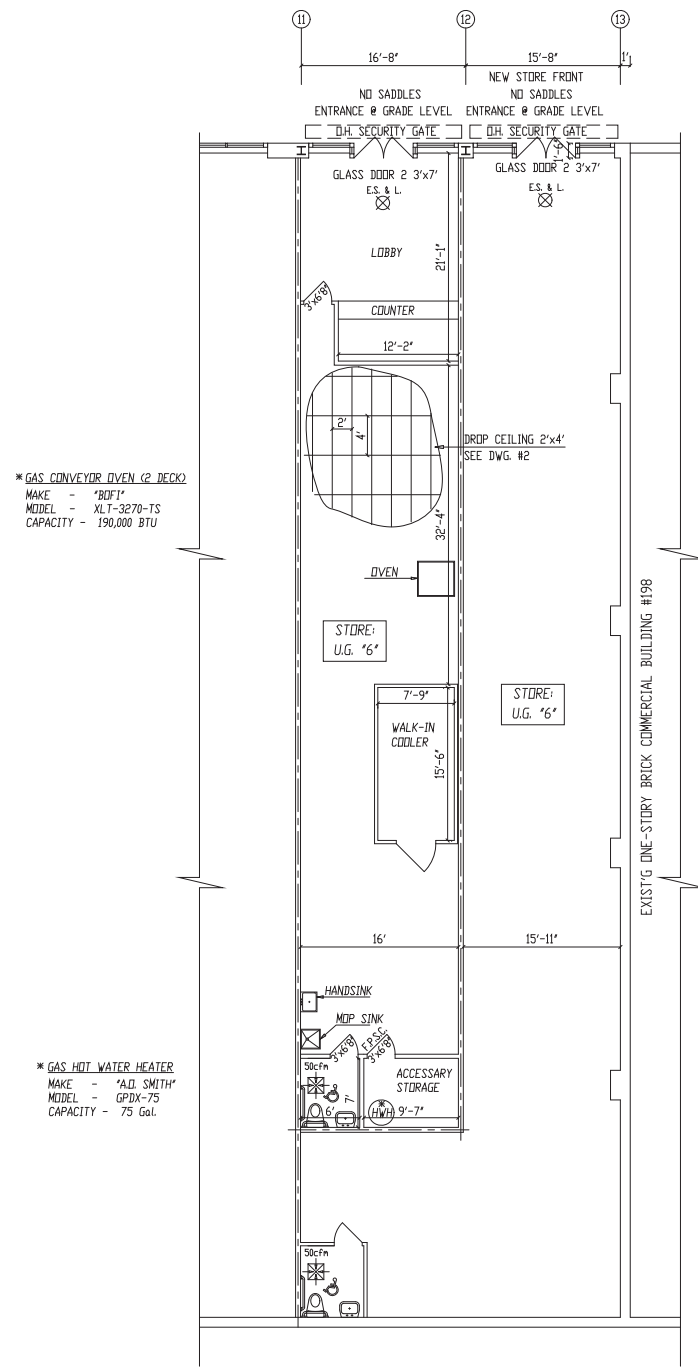 11
12
13
16'-8"
15'-8"
1'
NEW STORE FRONT
NO SADDLES
NO SADDLES
ENTRANCE @ GRADE LEVEL
ENTRANCE @ GRADE LEVEL
O.H. SECURITY GATE
O.H. SECURITY GATE
H
H
1'-6"
GLASS DOOR 2 3'x7'
GLASS DOOR 2 3'x7'
E.S. & L.
E.S. & L.
LOBBY
21'-1"
3'x6'8"
COUNTER
12'-2"
2'
4'
DROP CEILING 2'x4'
SEE DWG. #2
* GAS CONVEYOR OVEN (2 DECK)
MAKE - "BOFI"
MODEL - XLT-3270-TS
CAPACITY - 190,000 BTU
32'-4"
OVEN
STORE:
U.G. "6"
STORE:
U.G. "6"
7'-9"
WALK-IN
COOLER
15'-6"
EXIST'G ONE-STORY BRICK COMMERCIAL BUILDING #198
16'
15'-11"
HANDSINK
MOP SINK
F.P.S.C.
3'x6'8"
3'x6'8"
50cfm
ACCESSARY
STORAGE
* GAS HOT WATER HEATER
MAKE - "A.O. SMITH"
MODEL - GPDX-75
CAPACITY - 75 Gal.
7'
6'
*
HWH
9'-7"
50cfm